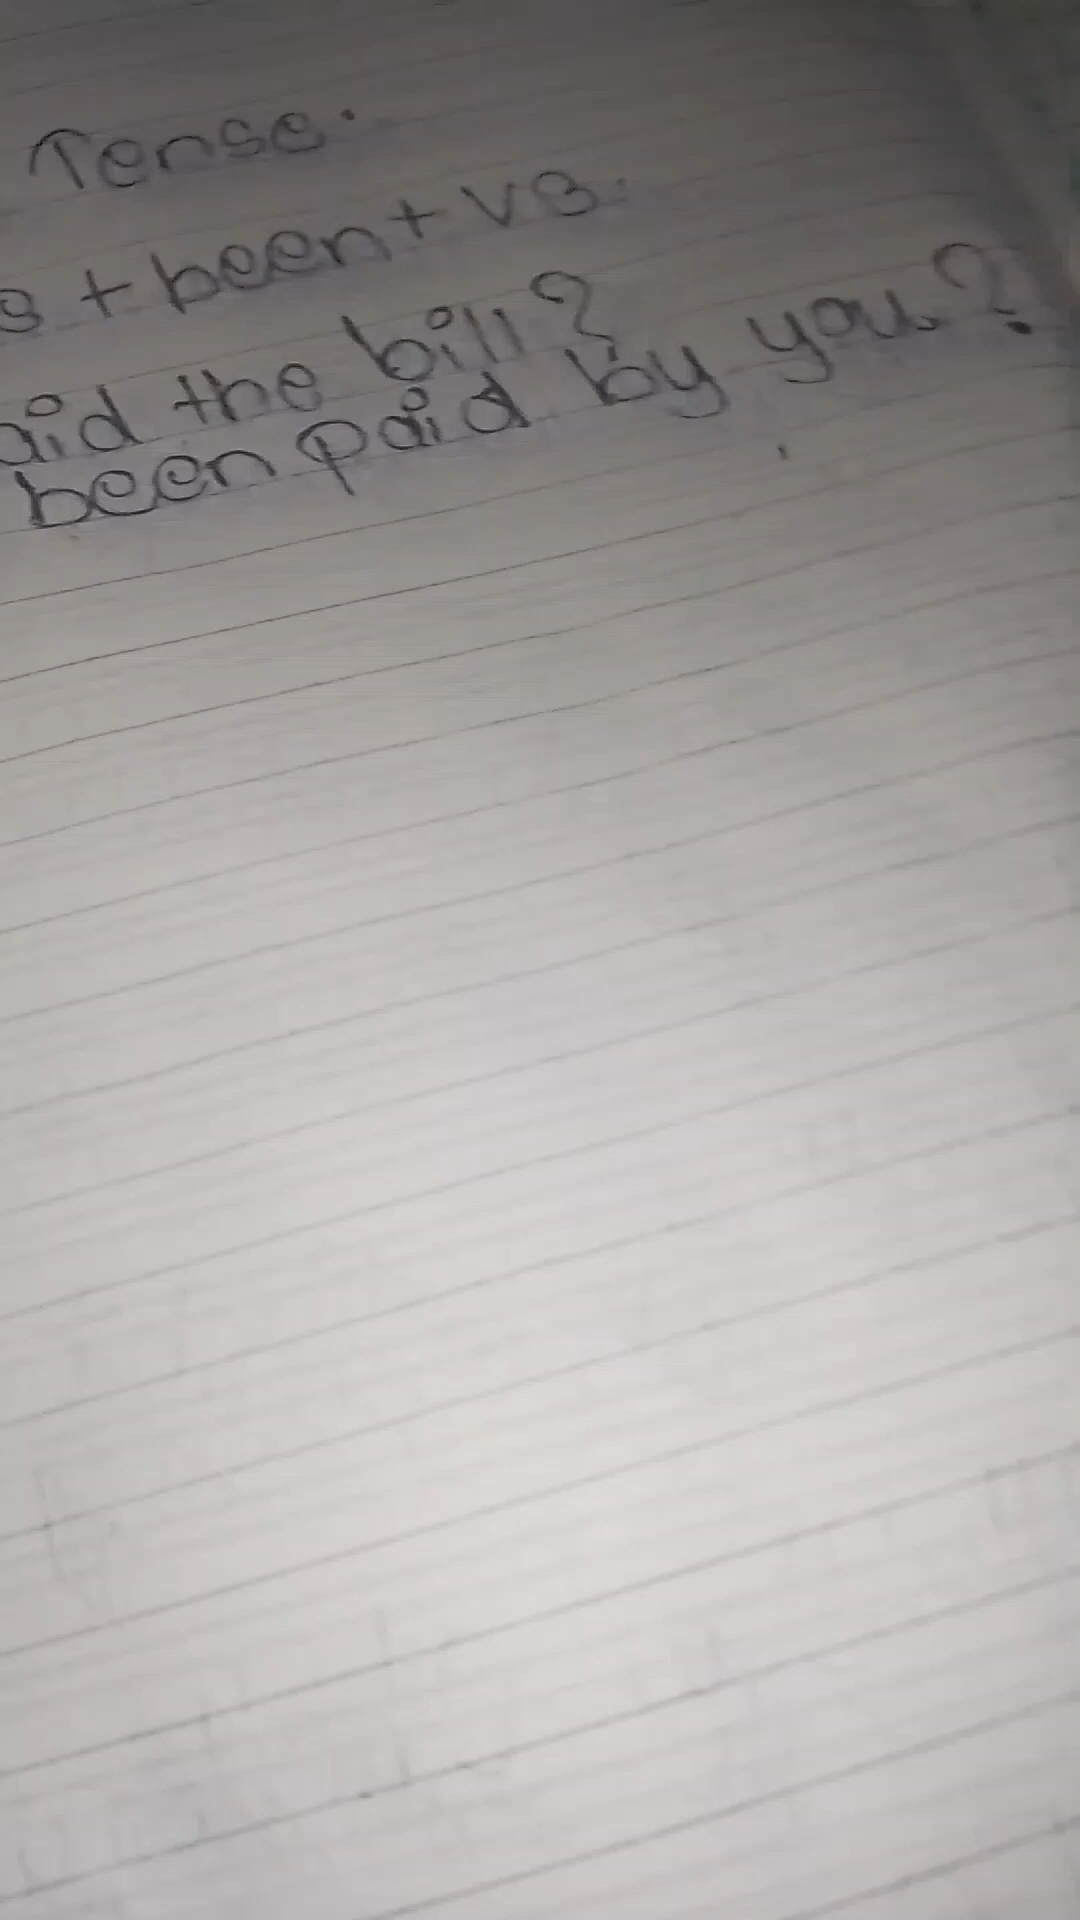 Tense.
s + been + v3.
aid the bill?
been paid by you?